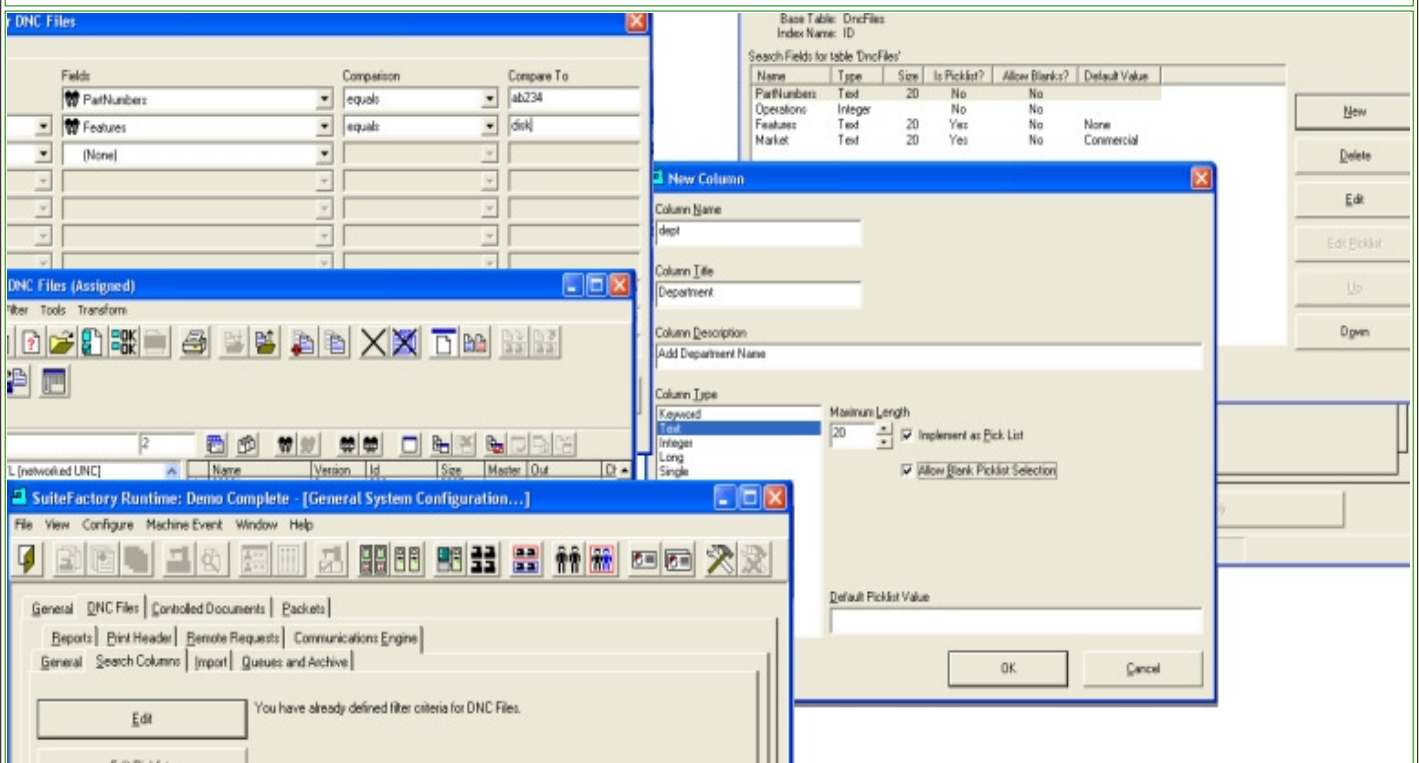 r DNC Files
Fields Comparison Compare To
PartNumbers equals ab234
Features equals disk
(None)
Base Table: DncFiles
Index Name: ID
Search Fields for table 'DncFiles'
Name Type Size Is Picklist? Allow Blanks? Default Value
PartNumbers Text 20 No No
Operations Integer No No
Features Text 20 Yes No None
Market Text 20 Yes No Commercial
New
Delete
Edit
Edit Picklist
Up
Down
New Column
Column Name
dept
Column Title
Department
Column Description
Add Department Name
Column Type
Keyword
Text
Integer
Long
Single
Maximum Length
20 Implement as Pick List
Allow Blank Picklist Selection
Default Picklist Value
OK Cancel
DNC Files (Assigned)
Filter Tools Transform
2
L [networked UNC] Name Version Id Size Master Out
SuiteFactory Runtime: Demo Complete - [General System Configuration...]
File View Configure Machine Event Window Help
General DNC Files Controlled Documents Packets
Reports Print Header Remote Requests Communications Engine
General Search Columns Import Queues and Archive
Edit You have already defined filter criteria for DNC Files.